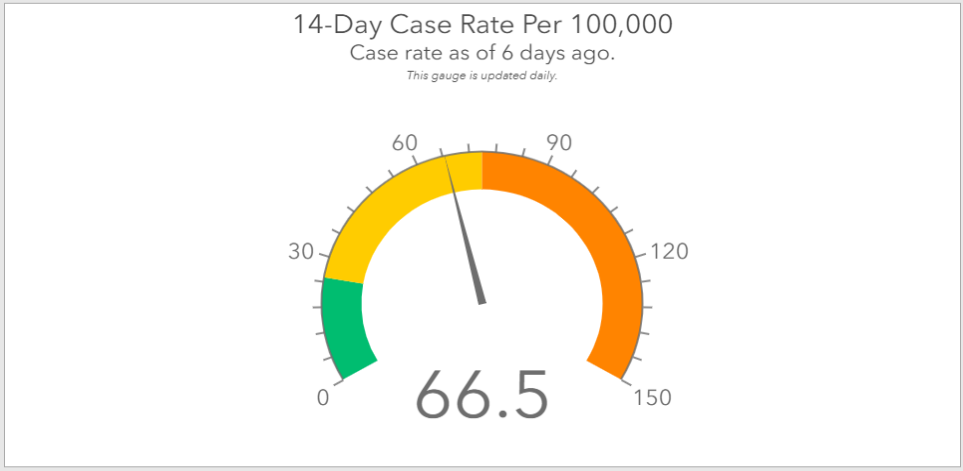 14-Day Case Rate Per 100,000
Case rate as of 6 days ago.
This gauge is updated daily.
60 90
30 120
0 66.5 150